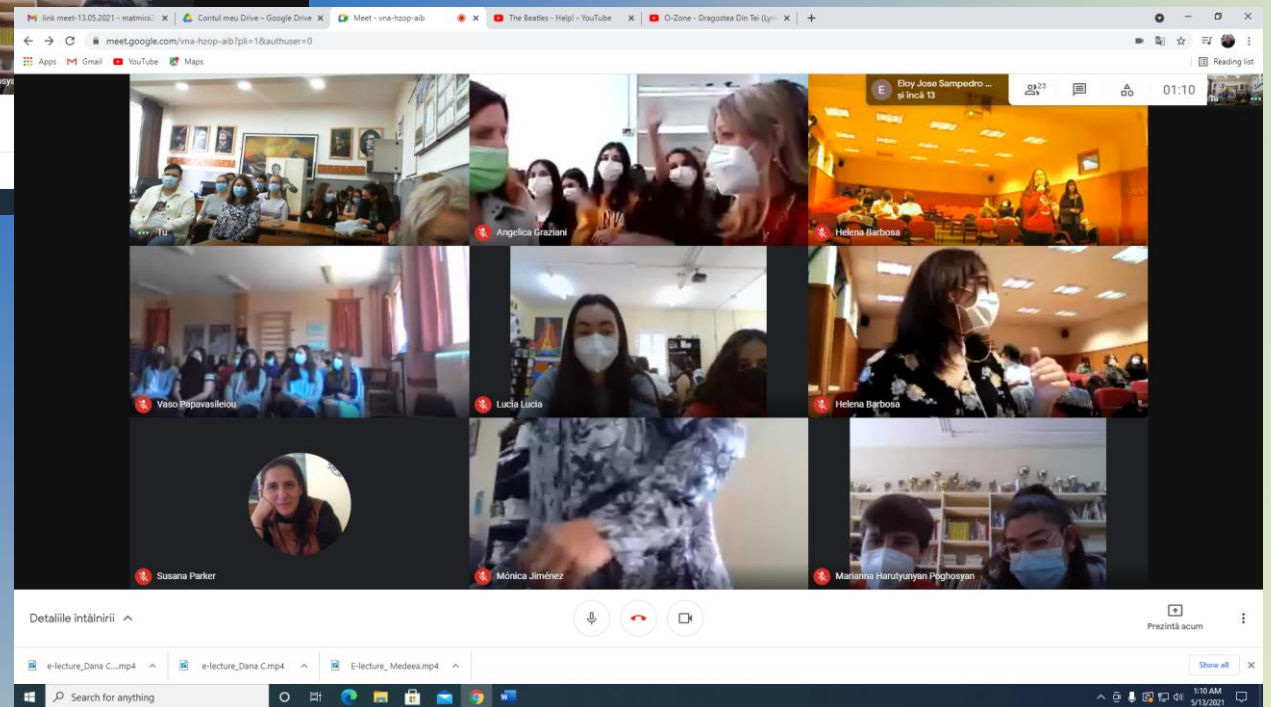 sya
link meet-13.05.2021 - matmira
Contul meu Drive – Google Drive
Meet - vna-hzop-aib
The Beatles - Help! - YouTube
O-Zone - Dragostea Din Tei (Lyri
meet.google.com/vna-hzop-aib?pli=1&authuser=0
Apps
Gmail
YouTube
Maps
Reading list
E
Eloy Jose Sampedro ...
și încă 13
23
01:10
Tu
Tu
Angelica Graziani
Helena Barbosa
Vaso Papavasileiou
Lucia Lucia
Helena Barbosa
Susana Parker
Mónica Jiménez
Marianna Harutyunyan Poghosyan
Detaliile întâlnirii
Prezintă acum
e-lecture_Dana C....mp4
e-lecture_Dana C.mp4
E-lecture_ Medeea.mp4
Show all
Search for anything
1:10 AM
5/13/2021